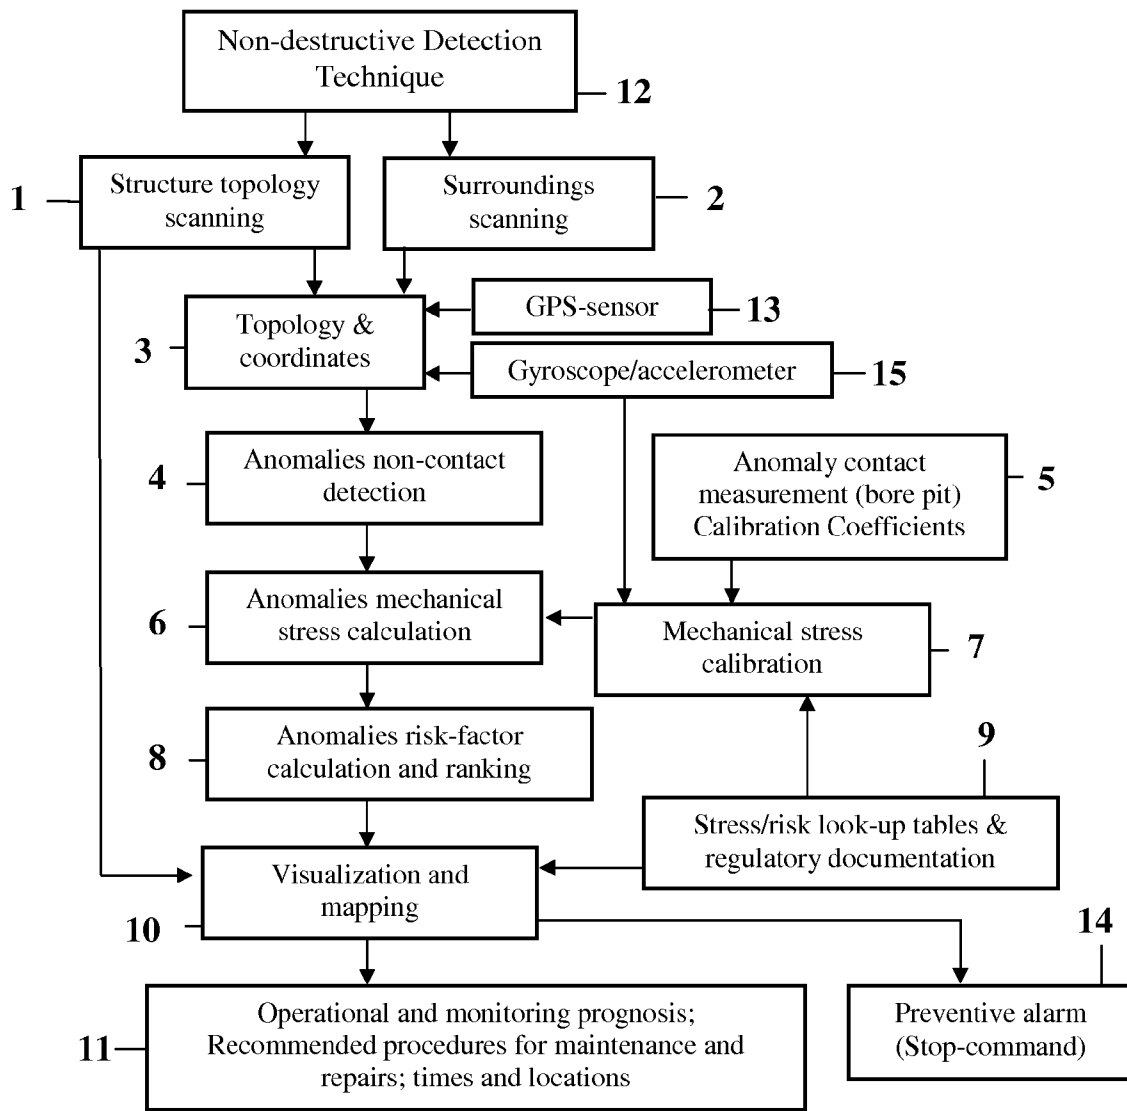 Non-destructive Detection
Technique
12
1
Structure topology
scanning
Surroundings
scanning
2
GPS-sensor
13
3
Topology &
coordinates
Gyroscope/accelerometer
15
4
Anomalies non-contact
detection
Anomaly contact
measurement (bore pit)
Calibration Coefficients
5
6
Anomalies mechanical
stress calculation
Mechanical stress
calibration
7
8
Anomalies risk-factor
calculation and ranking
9
Stress/risk look-up tables &
regulatory documentation
Visualization and
mapping
10
14
11
Operational and monitoring prognosis;
Recommended procedures for maintenance and
repairs; times and locations
Preventive alarm
(Stop-command)